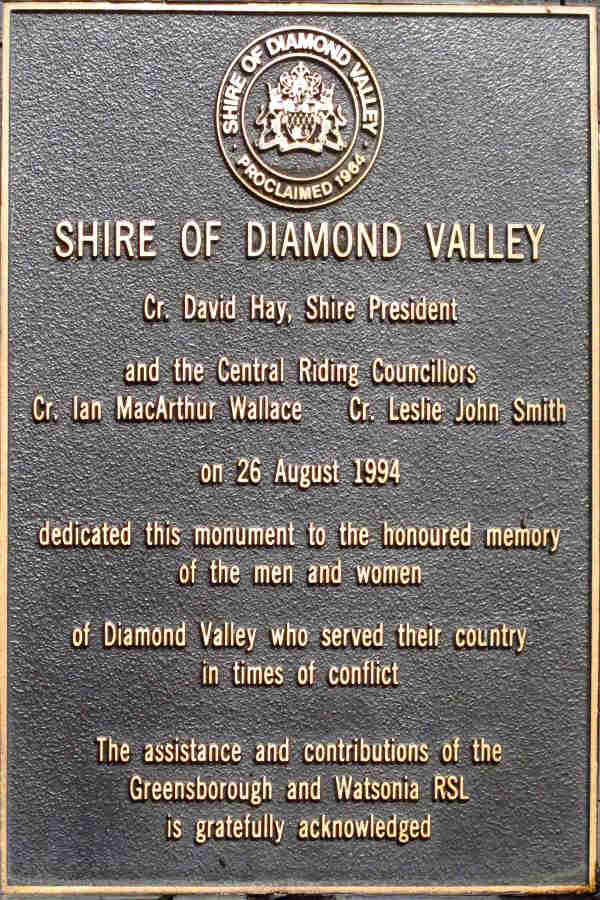 SHIRE OF DIAMOND VALLEY
PROCLAIMED 1964
SHIRE OF DIAMOND VALLEY
Cr. David Hay, Shire President
and the Central Riding Councillors
Cr. Ian MacArthur Wallace Cr. Leslie John Smith
on 26 August 1994
dedicated this monument to the honoured memory
of the men and women
of Diamond Valley who served their country
in times of conflict
The assistance and contributions of the
Greensborough and Watsonia RSL
is gratefully acknowledged